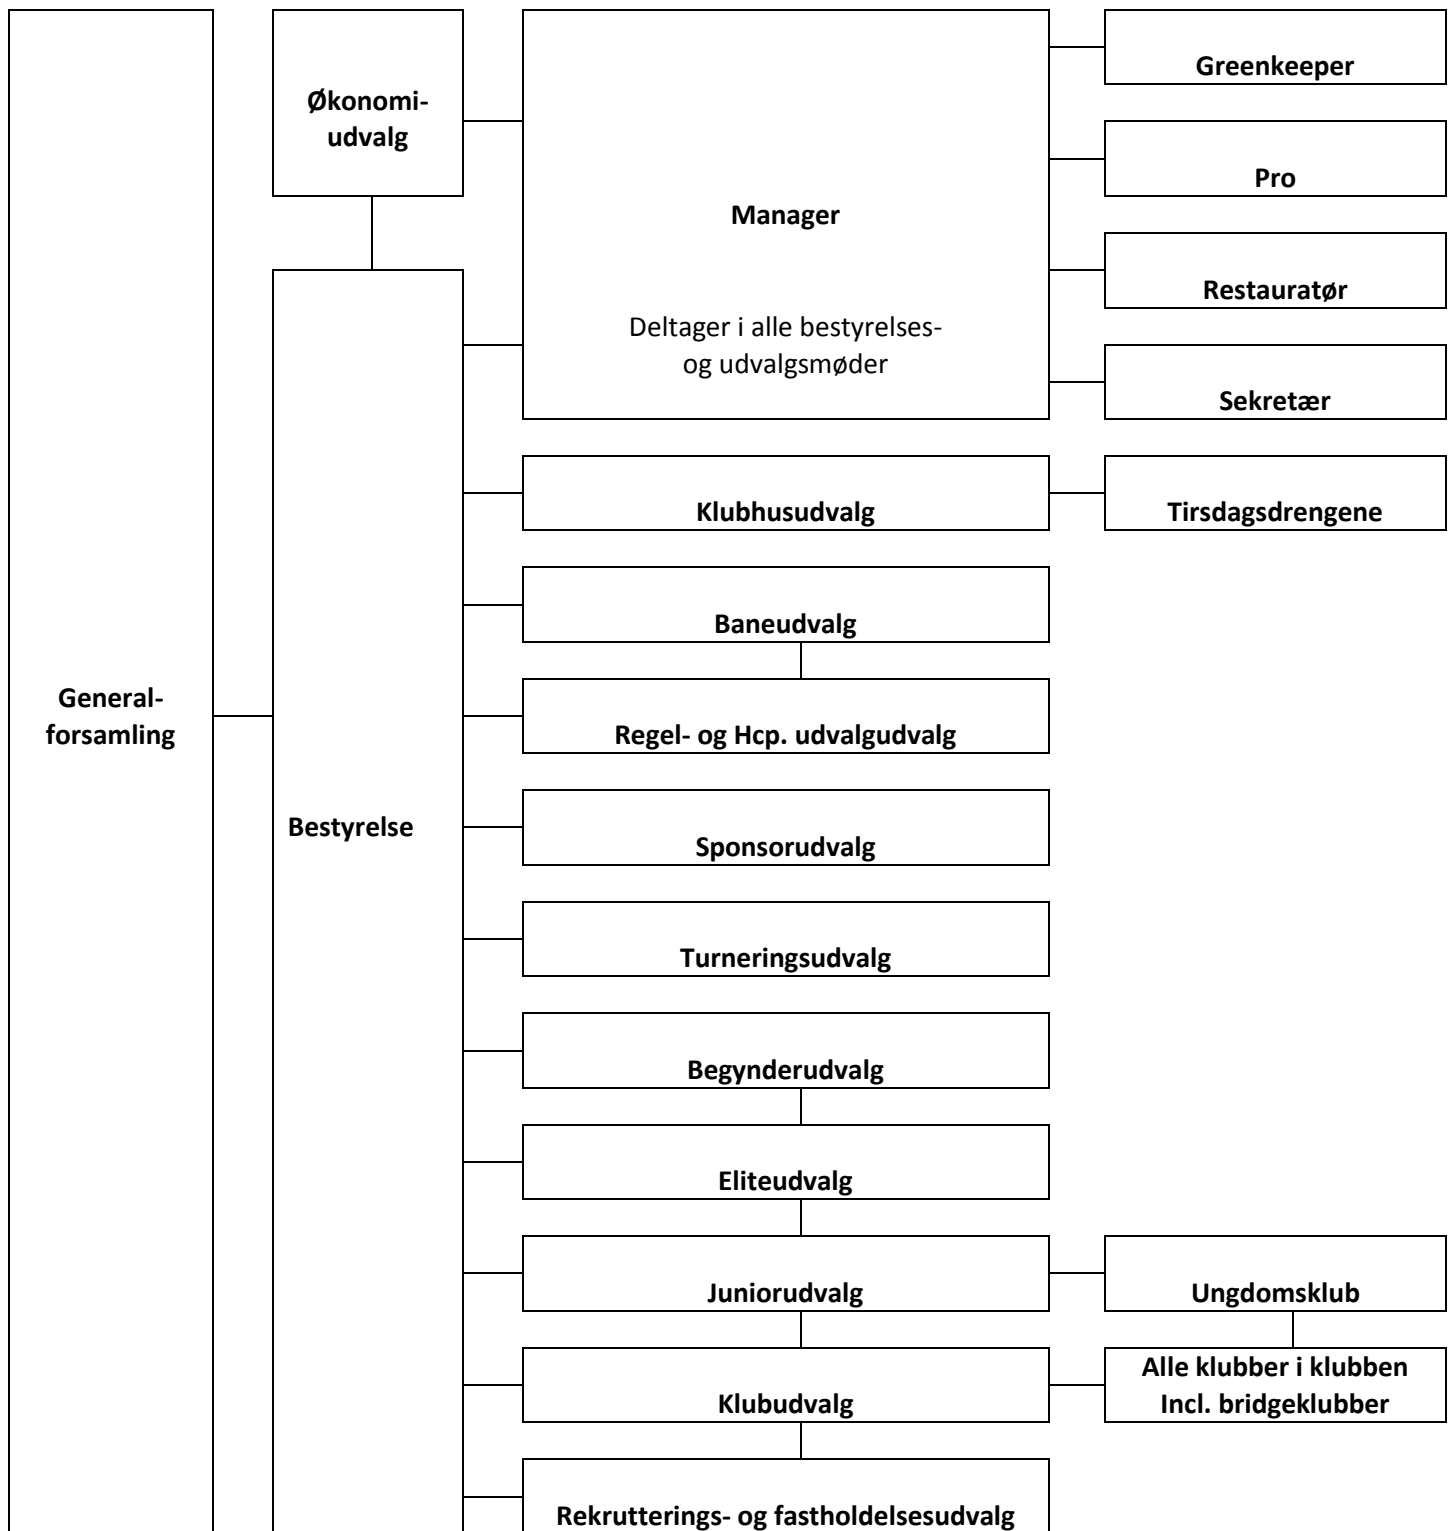 General-
forsamling
Økonomi-
udvalg
Bestyrelse
Manager
Deltager i alle bestyrelses-
og udvalgsmøder
Greenkeeper
Pro
Restauratør
Sekretær
Klubhusudvalg
Tirsdagsdrengene
Baneudvalg
Regel- og Hcp. udvalgudvalg
Sponsorudvalg
Turneringsudvalg
Begynderudvalg
Eliteudvalg
Juniorudvalg
Ungdomsklub
Klubudvalg
Alle klubber i klubben
Incl. bridgeklubber
Rekrutterings- og fastholdelsesudvalg